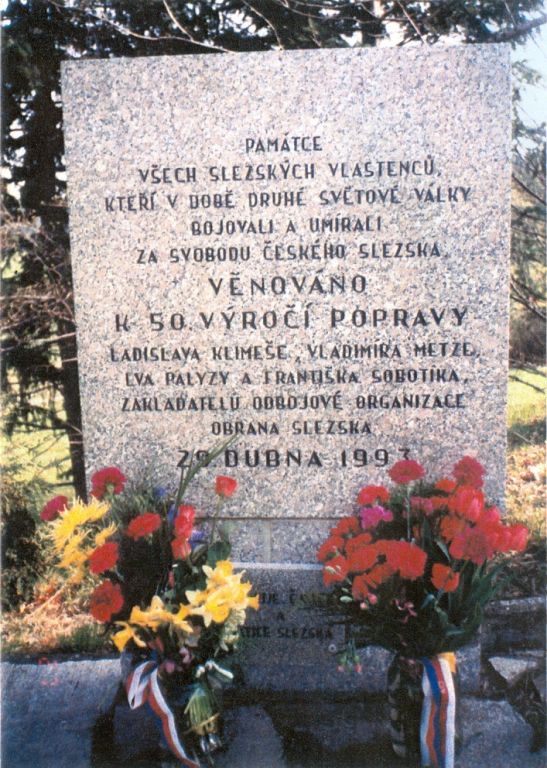 PAMÁTCE
VŠECH SLEZSKÝCH VLASTENCŮ,
KTEŘÍ V DOBĚ DRUHÉ SVĚTOVÉ VÁLKY
BOJOVALI A UMÍRALI
ZA SVOBODU ČESKÉHO SLEZSKA.
VĚNOVÁNO
K 50. VÝROČÍ POPRAVY
LADISLAVA KLIMEŠE, VLADIMÍRA METZE,
LVA PALYZY A FRANTIŠKA SOBOTIKA,
ZAKLADATELŮ ODBOJOVÉ ORGANIZACE
OBRANA SLEZSKA
29. DUBNA 1993
A
SLEZSKÁ